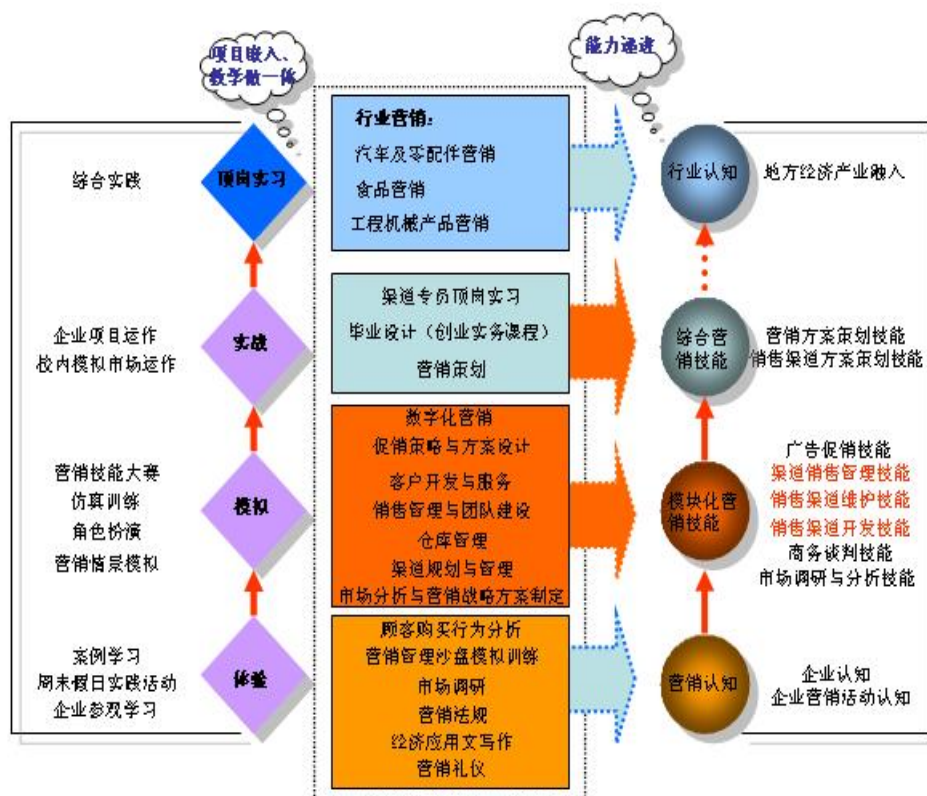 项目嵌入、
教学做一体
能力递进
行业营销：
汽车及零配件营销
食品营销
工程机械产品营销
综合实践
顶岗实习
行业认知
地方经济产业融入
渠道专员顶岗实习
毕业设计（创业实务课程）
营销策划
企业项目运作
校内模拟市场运作
实战
综合营
销技能
营销方案策划技能
销售渠道方案策划技能
数字化营销
促销策略与方案设计
客户开发与服务
销售管理与团队建设
仓库管理
渠道规划与管理
市场分析与营销战略方案制定
营销技能大赛
仿真训练
角色扮演
营销情景模拟
模拟
模块化营
销技能
广告促销技能
渠道销售管理技能
销售渠道维护技能
销售渠道开发技能
商务谈判技能
市场调研与分析技能
顾客购买行为分析
营销管理沙盘模拟训练
市场调研
营销法规
经济应用文写作
营销礼仪
案例学习
周末假日实践活动
企业参观学习
体验
营销认知
企业认知
企业营销活动认知